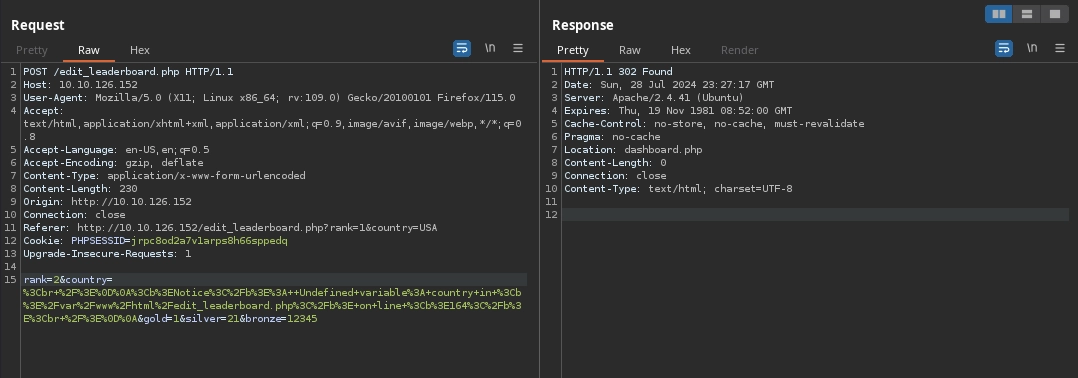 Request
Pretty Raw Hex
\n
1 POST /edit_leaderboard.php HTTP/1.1
2 Host: 10.10.126.152
3 User-Agent: Mozilla/5.0 (X11; Linux x86_64; rv:109.0) Gecko/20100101 Firefox/115.0
4 Accept:
text/html,application/xhtml+xml,application/xml;q=0.9,image/avif,image/webp,*/*;q=0
.8
5 Accept-Language: en-US,en;q=0.5
6 Accept-Encoding: gzip, deflate
7 Content-Type: application/x-www-form-urlencoded
8 Content-Length: 230
9 Origin: http://10.10.126.152
10 Connection: close
11 Referer: http://10.10.126.152/edit_leaderboard.php?rank=1&country=USA
12 Cookie: PHPSESSID=jrpc8od2a7v1arps8h66sppedq
13 Upgrade-Insecure-Requests: 1
14
15 rank=2&country=
%3Cbr+%2F%3E%0D%0A%3Cb%3ENotice%3C%2Fb%3E%3A++Undefined+variable%3A+country+in+%3Cb
%3E%2Fvar%2Fwww%2Fhtml%2Fedit_leaderboard.php%3C%2Fb%3E+on+line+%3Cb%3E164%3C%2Fb%3
E%3Cbr+%2F%3E%0D%0A&gold=1&silver=21&bronze=12345
Response
Pretty Raw Hex Render
\n
1 HTTP/1.1 302 Found
2 Date: Sun, 28 Jul 2024 23:27:17 GMT
3 Server: Apache/2.4.41 (Ubuntu)
4 Expires: Thu, 19 Nov 1981 08:52:00 GMT
5 Cache-Control: no-store, no-cache, must-revalidate
6 Pragma: no-cache
7 Location: dashboard.php
8 Content-Length: 0
9 Connection: close
10 Content-Type: text/html; charset=UTF-8
11
12